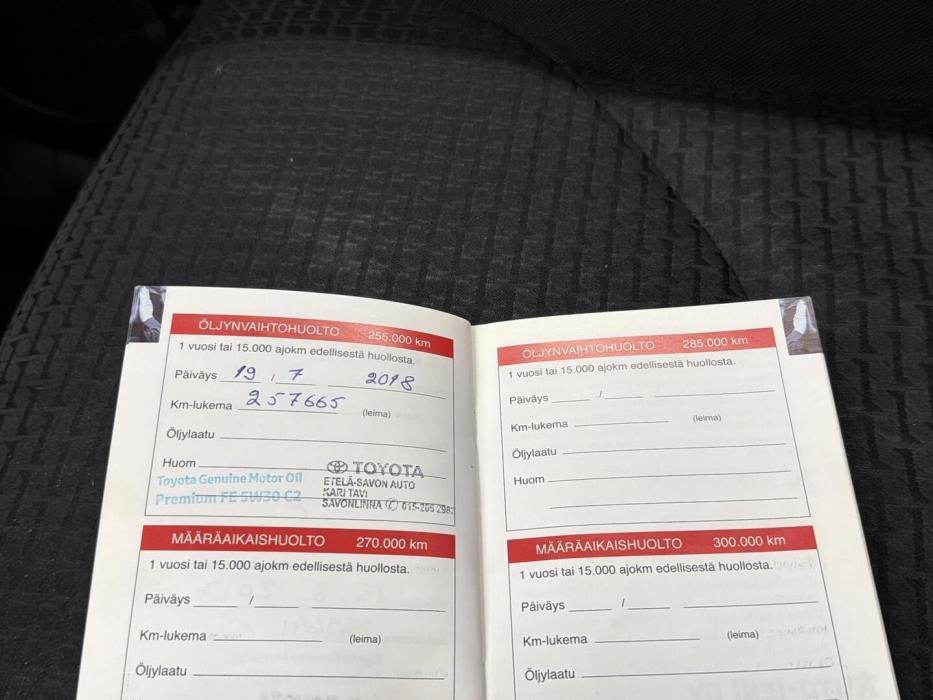 ÖLJYNVAIHTOHUOLTO 255.000 km
1 vuosi tai 15.000 ajokm edellisestä huollosta.
Päiväys 19 / 7 2018
Km-lukema 257665 (leima)
Öljylaatu
Huom
Toyota Genuine Motor Oil
Premium FE 5W30 C2
TOYOTA
ETELÄ-SAVON AUTO
KARI TAVI
SAVONLINNA
MÄÄRÄAIKAISHUOLTO 270.000 km
1 vuosi tai 15.000 ajokm edellisestä huollosta.
Päiväys /
Km-lukema (leima)
Öljylaatu
ÖLJYNVAIHTOHUOLTO 285.000 km
1 vuosi tai 15.000 ajokm edellisestä huollosta.
Päiväys /
Km-lukema (leima)
Öljylaatu
Huom
MÄÄRÄAIKAISHUOLTO 300.000 km
1 vuosi tai 15.000 ajokm edellisestä huollosta.
Päiväys /
Km-lukema (leima)
Öljylaatu